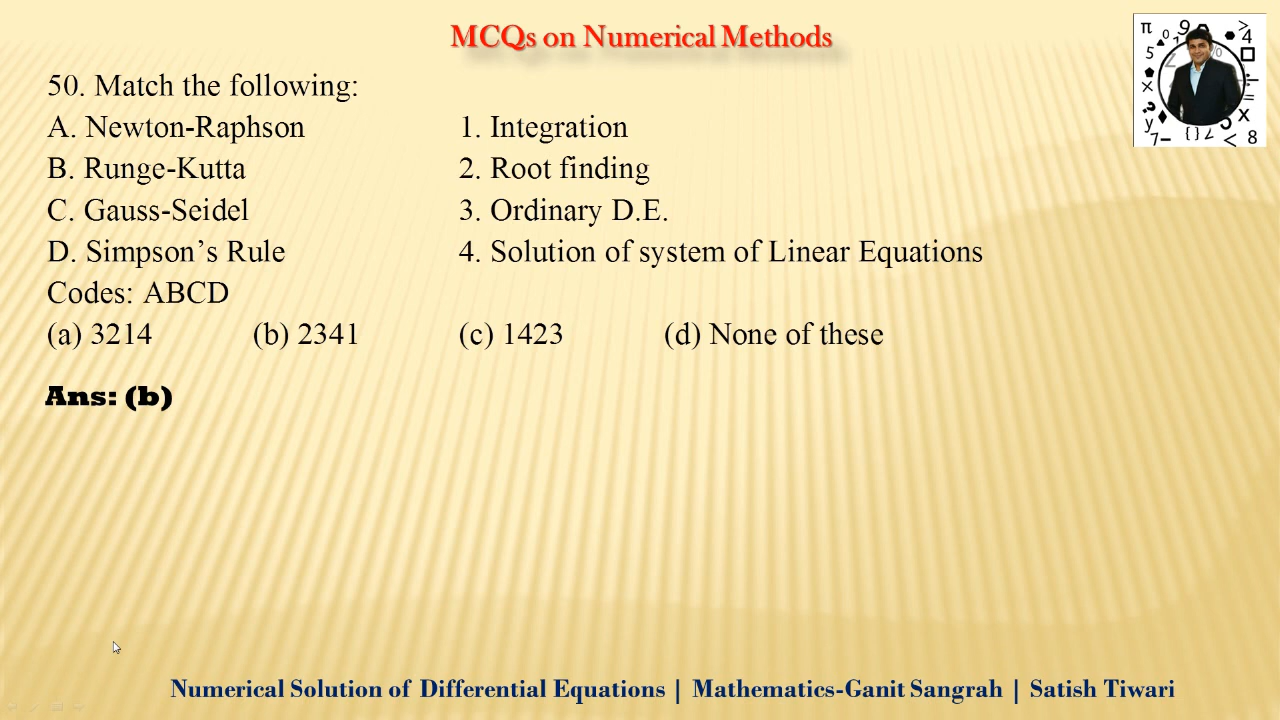 MCQs on Numerical Methods
50. Match the following:
A. Newton-Raphson 1. Integration
B. Runge-Kutta 2. Root finding
C. Gauss-Seidel 3. Ordinary D.E.
D. Simpson’s Rule 4. Solution of system of Linear Equations
Codes: ABCD
(a) 3214 (b) 2341 (c) 1423 (d) None of these
Ans: (b)
Numerical Solution of Differential Equations | Mathematics-Ganit Sangrah | Satish Tiwari